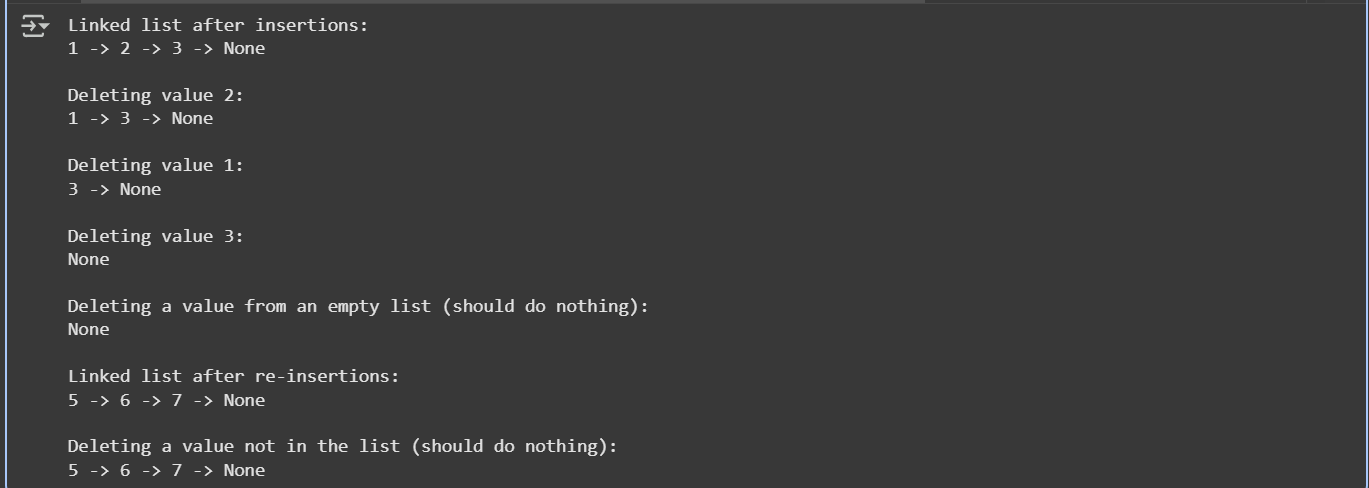 Linked list after insertions:
1 -> 2 -> 3 -> None
Deleting value 2:
1 -> 3 -> None
Deleting value 1:
3 -> None
Deleting value 3:
None
Deleting a value from an empty list (should do nothing):
None
Linked list after re-insertions:
5 -> 6 -> 7 -> None
Deleting a value not in the list (should do nothing):
5 -> 6 -> 7 -> None